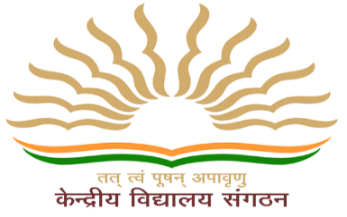 तत् त्वं पूषन् अपावृणु
केन्द्रीय विद्यालय संगठन